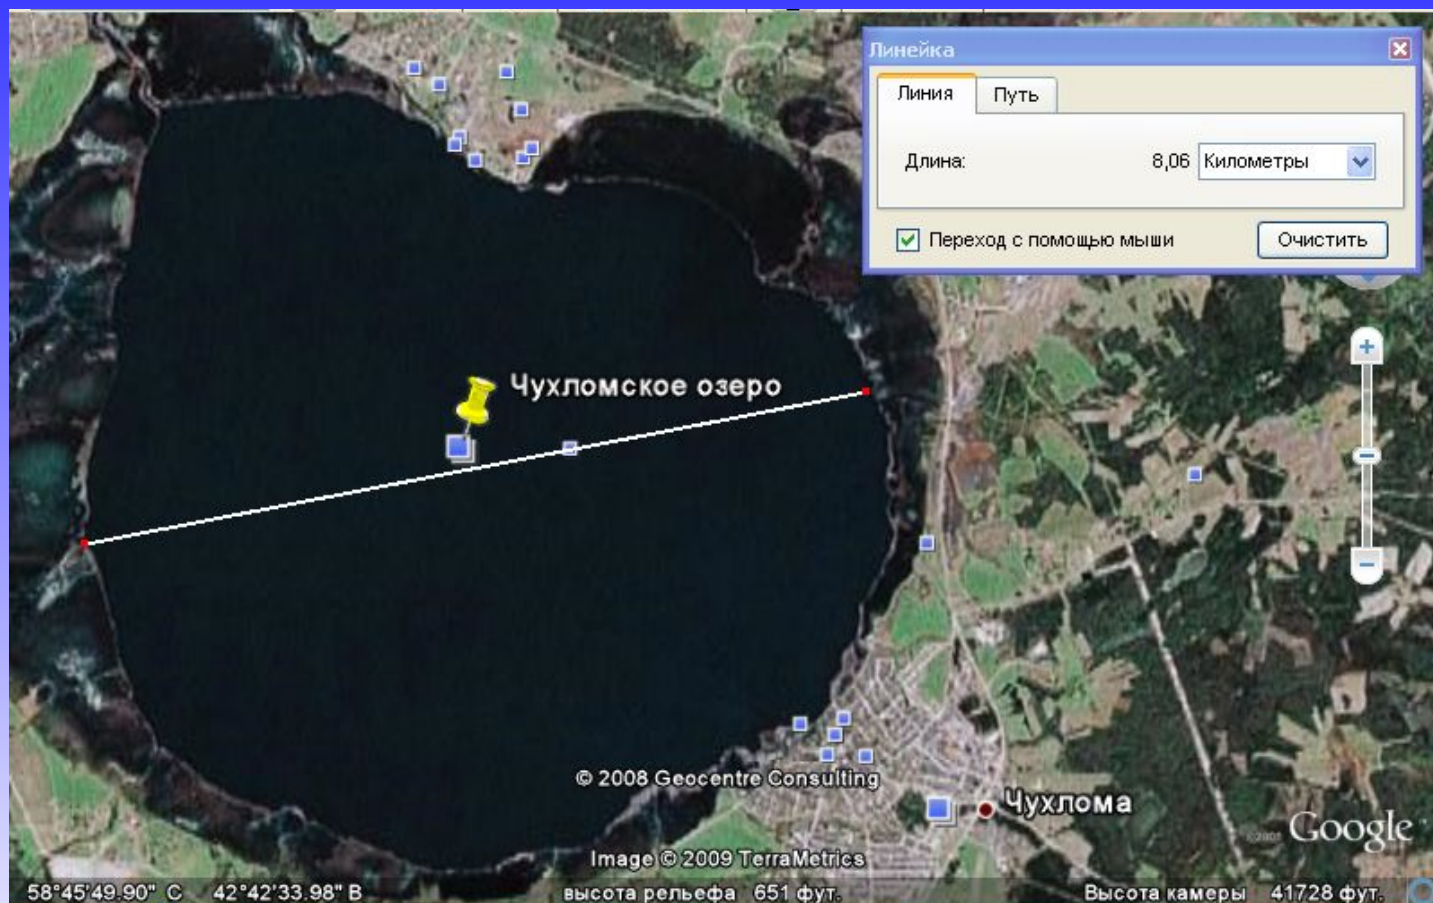 Линейка
Линия Путь
Длина: 8,06 Километры
Переход с помощью мыши Очистить
Чухломское озеро
© 2008 Geocentre Consulting
Чухлома
Google
Image © 2009 TerraMetrics
58°45'49.90" С 42°42'33.98" В высота рельефа 651 фут. Высота камеры 41728 фут.